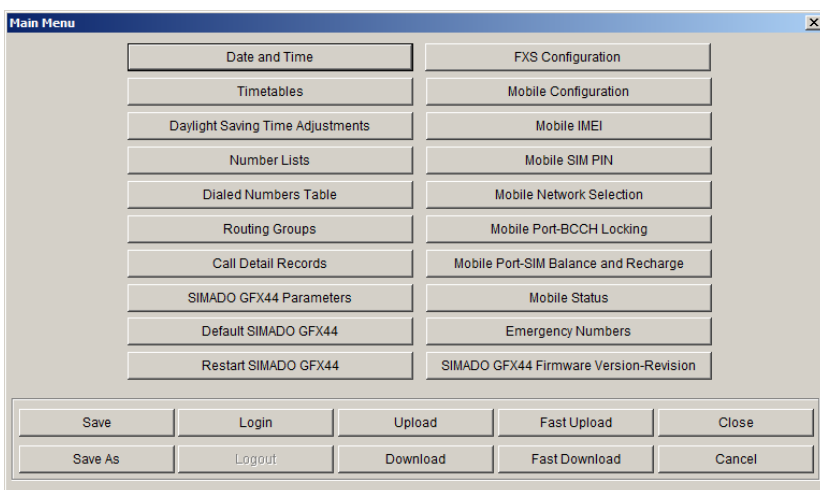 Main Menu
Date and Time
FXS Configuration
Timetables
Mobile Configuration
Daylight Saving Time Adjustments
Mobile IMEI
Number Lists
Mobile SIM PIN
Dialed Numbers Table
Mobile Network Selection
Routing Groups
Mobile Port-BCCH Locking
Call Detail Records
Mobile Port-SIM Balance and Recharge
SIMADO GFX44 Parameters
Mobile Status
Default SIMADO GFX44
Emergency Numbers
Restart SIMADO GFX44
SIMADO GFX44 Firmware Version-Revision
Save
Login
Upload
Fast Upload
Close
Save As
Logout
Download
Fast Download
Cancel